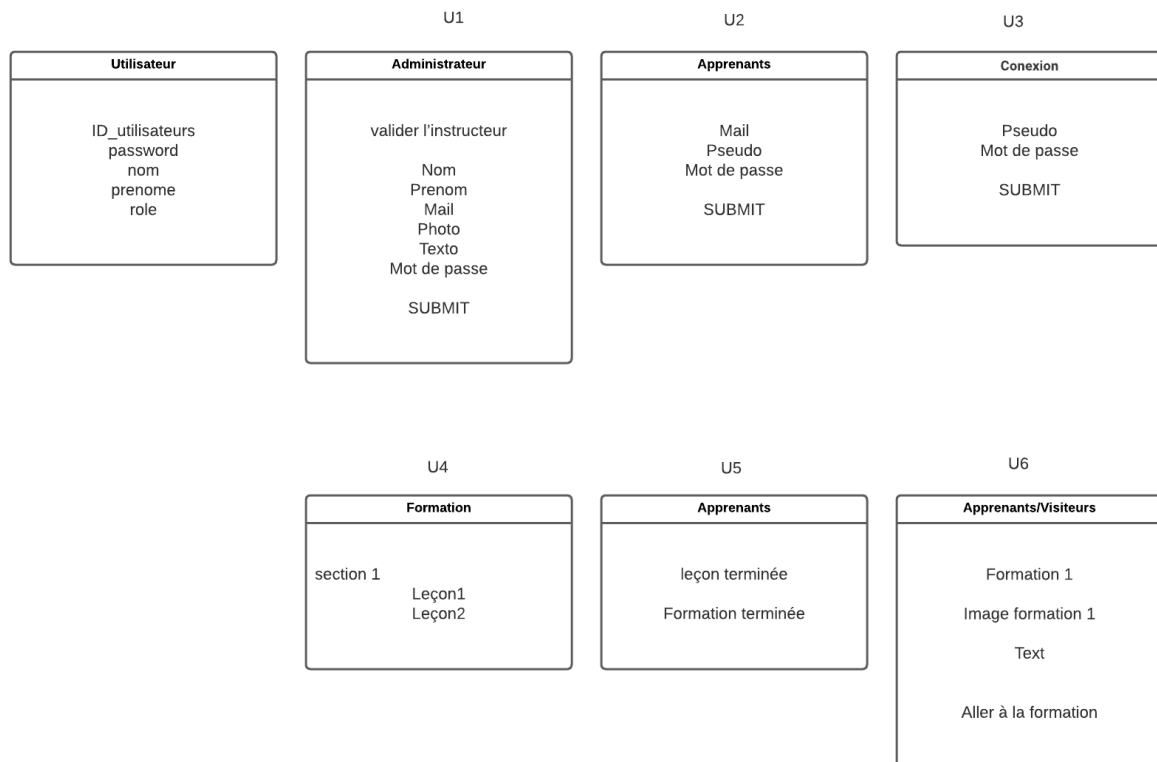 U1
U2
U3
Utilisateur
ID_utilisateurs
password
nom
prenome
role
Administrateur
valider l'instructeur
Nom
Prenom
Mail
Photo
Texto
Mot de passe
SUBMIT
Apprenants
Mail
Pseudo
Mot de passe
SUBMIT
Conexion
Pseudo
Mot de passe
SUBMIT
U4
U5
U6
Formation
section 1
Leçon1
Leçon2
Apprenants
leçon terminée
Formation terminée
Apprenants/Visiteurs
Formation 1
Image formation 1
Text
Aller à la formation